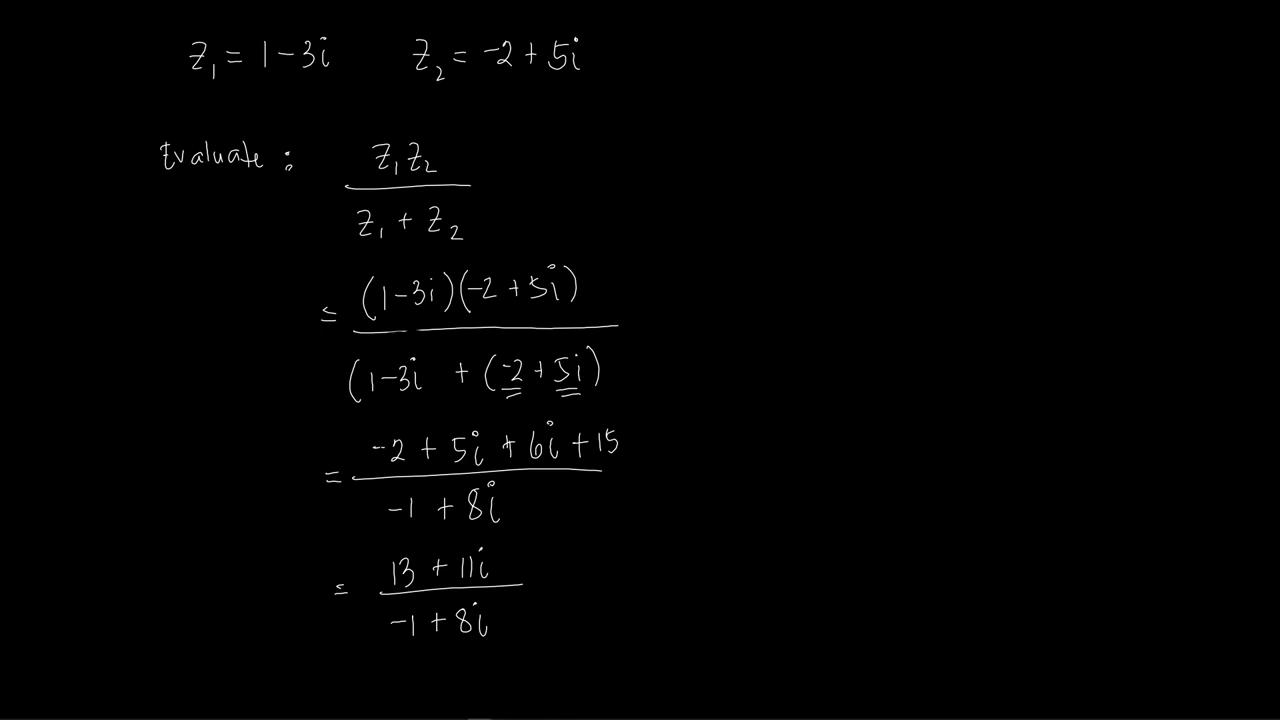 Z₁ = 1 - 3i Z₂ = -2 + 5i
Evaluate : Z₁Z₂
Z₁ + Z₂
= (1-3i)(-2 + 5i)
(1-3i + (-2 + 5i)
= -2 + 5i + 6i + 15
-1 + 8i
= 13 + 11i
-1 + 8i